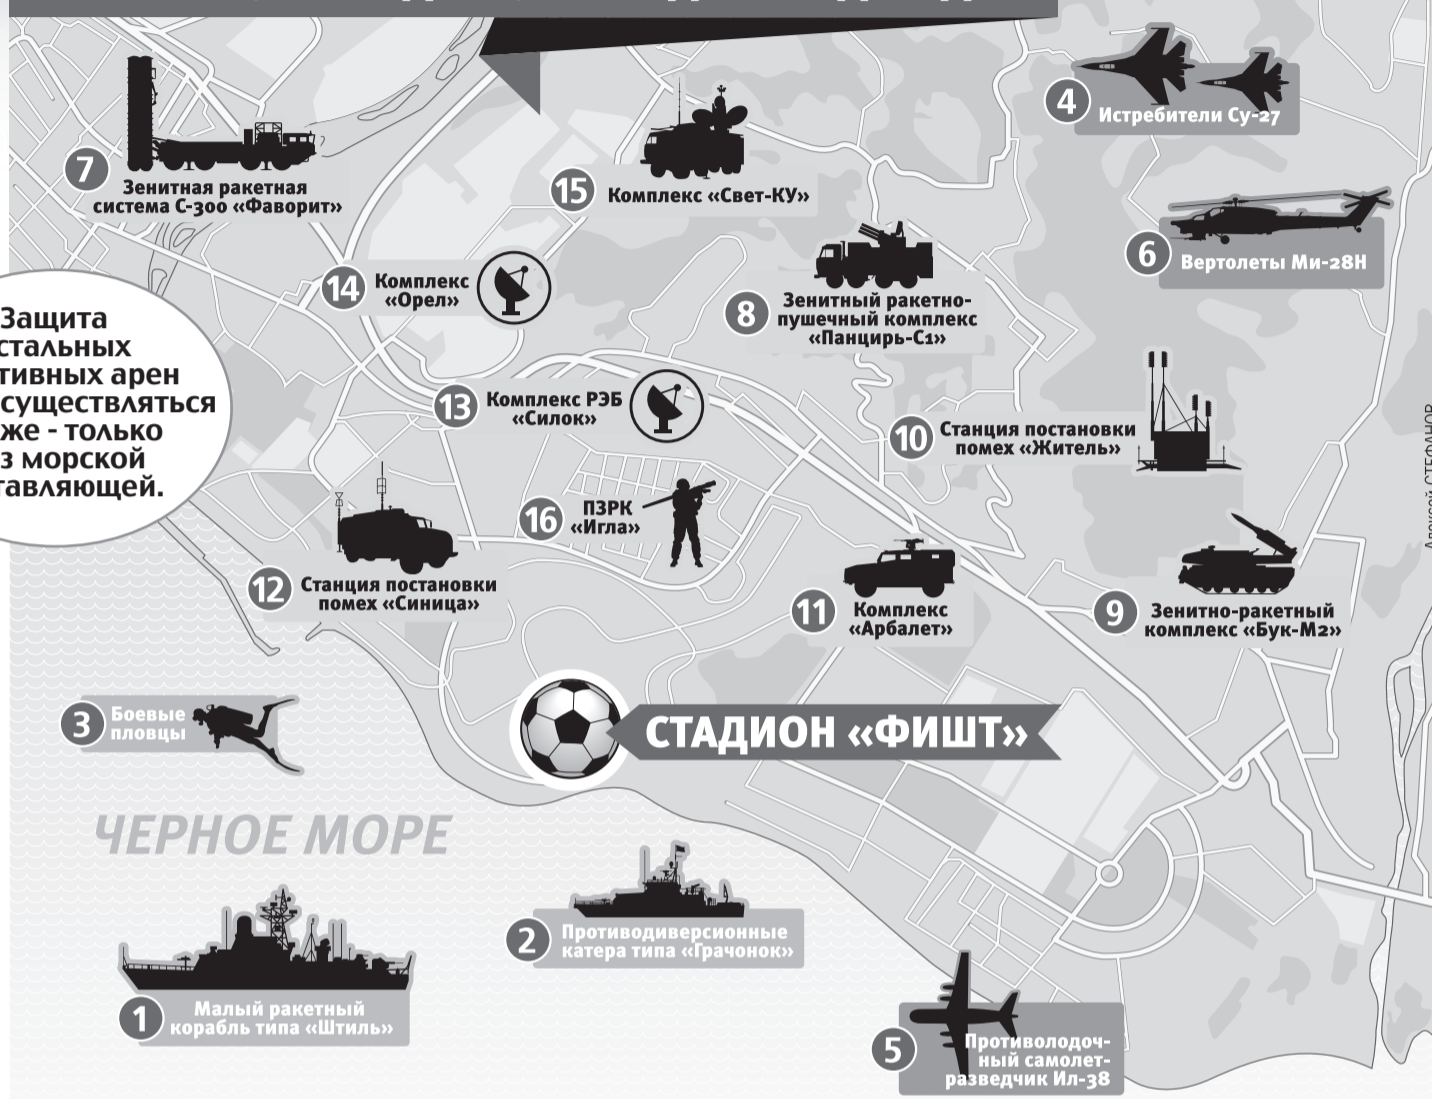 4
Истребители Су-27
7
Зенитная ракетная
система С-300 «Фаворит»
15
Комплекс «Свет-КУ»
6
Вертолеты Ми-28Н
14
Комплекс
«Орел»
8
Зенитный ракетно-
пушечный комплекс
«Панцирь-С1»
Защита
стальных
тивных арен
существляться
же - только
з морской
тавляющей.
13
Комплекс РЭБ
«Силок»
10
Станция постановки
помех «Житель»
Алексей СТЕФАНОВ
16
ПЗРК
«Игла»
12
Станция постановки
помех «Синица»
11
Комплекс
«Арбалет»
9
Зенитно-ракетный
комплекс «Бук-М2»
3
Боевые
пловцы
СТАДИОН «ФИШТ»
ЧЕРНОЕ МОРЕ
2
Противодиверсионные
катера типа «Грачонок»
1
Малый ракетный
корабль типа «Штиль»
5
Противолодоч-
ный самолет-
разведчик Ил-38